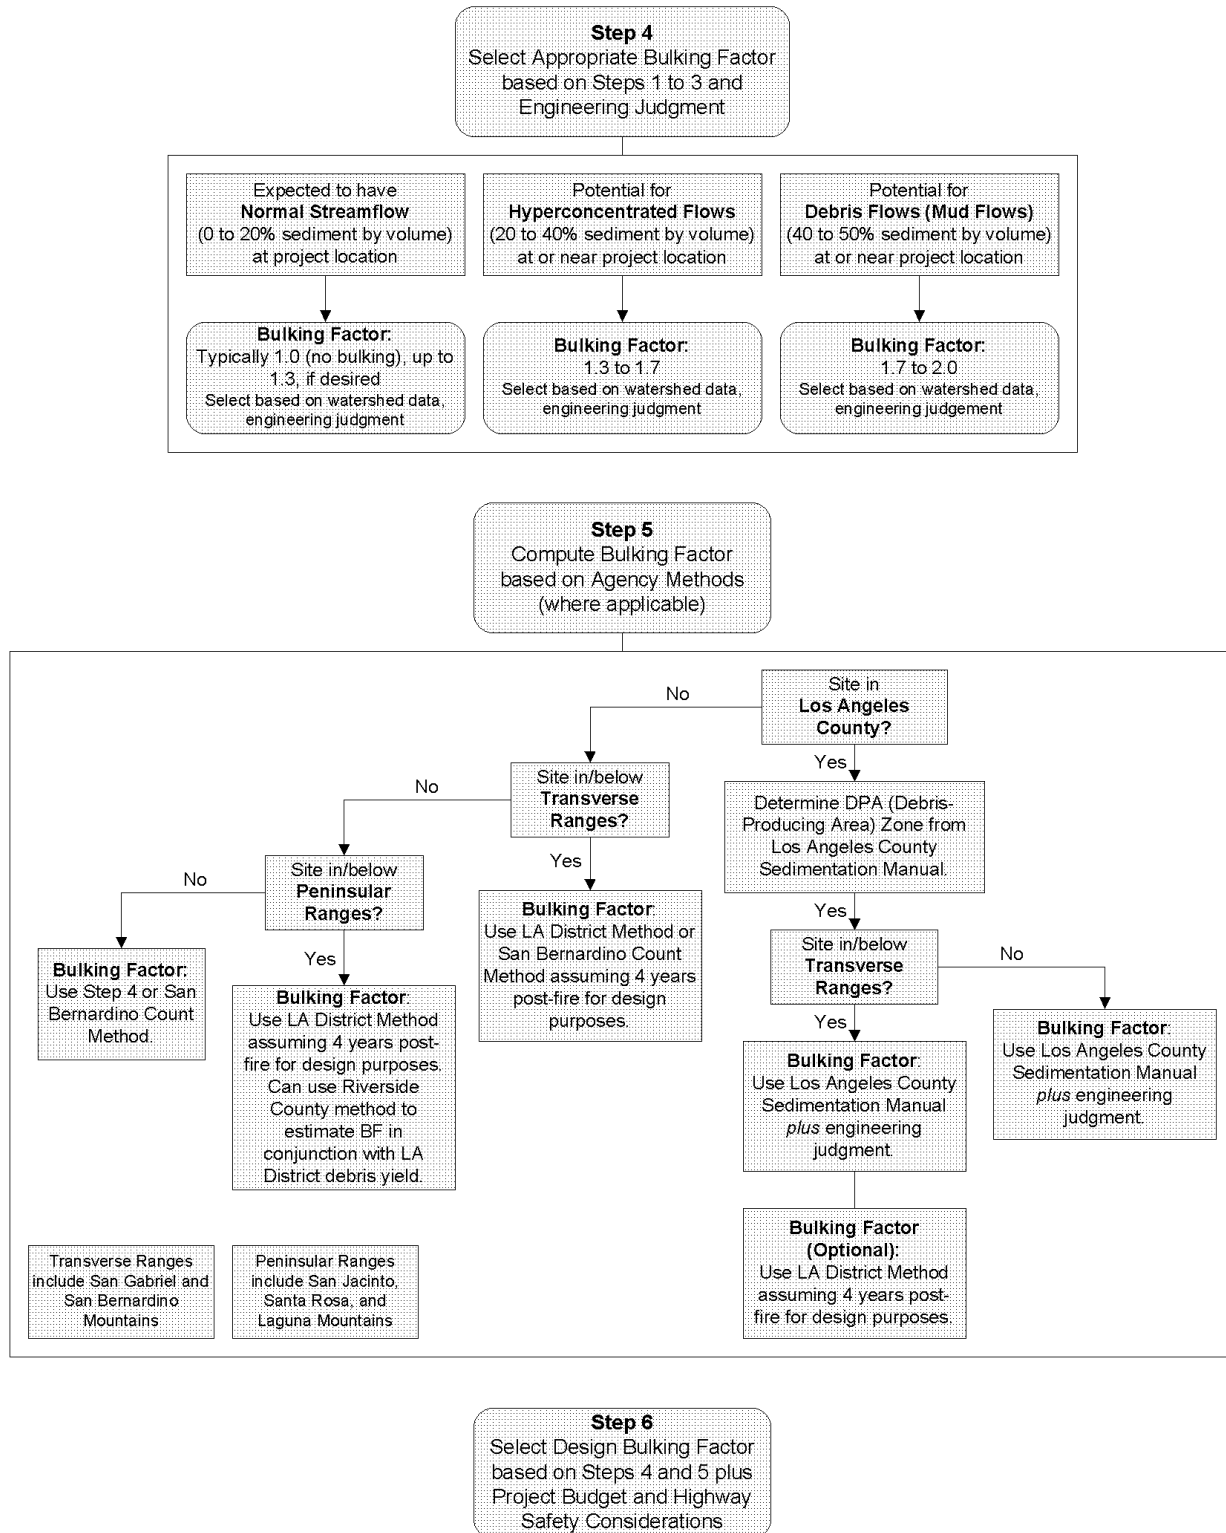 Step 4
Select Appropriate Bulking Factor
based on Steps 1 to 3 and
Engineering Judgment
Expected to have
Normal Streamflow
(0 to 20% sediment by volume)
at project location
Potential for
Hyperconcentrated Flows
(20 to 40% sediment by volume)
at or near project location
Potential for
Debris Flows (Mud Flows)
(40 to 50% sediment by volume)
at or near project location
Bulking Factor:
Typically 1.0 (no bulking), up to
1.3, if desired
Select based on watershed data,
engineering judgment
Bulking Factor:
1.3 to 1.7
Select based on watershed data,
engineering judgment
Bulking Factor:
1.7 to 2.0
Select based on watershed data,
engineering judgement
Step 5
Compute Bulking Factor
based on Agency Methods
(where applicable)
Site in
Los Angeles
County?
No
Yes
Site in/below
Transverse
Ranges?
No
Yes
Determine DPA (Debris-
Producing Area) Zone from
Los Angeles County
Sedimentation Manual.
Yes
Site in/below
Peninsular
Ranges?
No
Yes
Bulking Factor:
Use LA District Method or
San Bernardino Count
Method assuming 4 years
post-fire for design
purposes.
Site in/below
Transverse
Ranges?
No
Yes
Bulking Factor:
Use Step 4 or San
Bernardino Count
Method.
Bulking Factor:
Use LA District Method
assuming 4 years post-
fire for design purposes.
Can use Riverside
County method to
estimate BF in
conjunction with LA
District debris yield.
Bulking Factor:
Use Los Angeles County
Sedimentation Manual
plus engineering
judgment.
Bulking Factor:
Use Los Angeles County
Sedimentation Manual
plus engineering
judgment.
Bulking Factor
(Optional):
Use LA District Method
assuming 4 years post-
fire for design purposes.
Transverse Ranges
include San Gabriel and
San Bernardino
Mountains
Peninsular Ranges
include San Jacinto,
Santa Rosa, and
Laguna Mountains
Step 6
Select Design Bulking Factor
based on Steps 4 and 5 plus
Project Budget and Highway
Safety Considerations